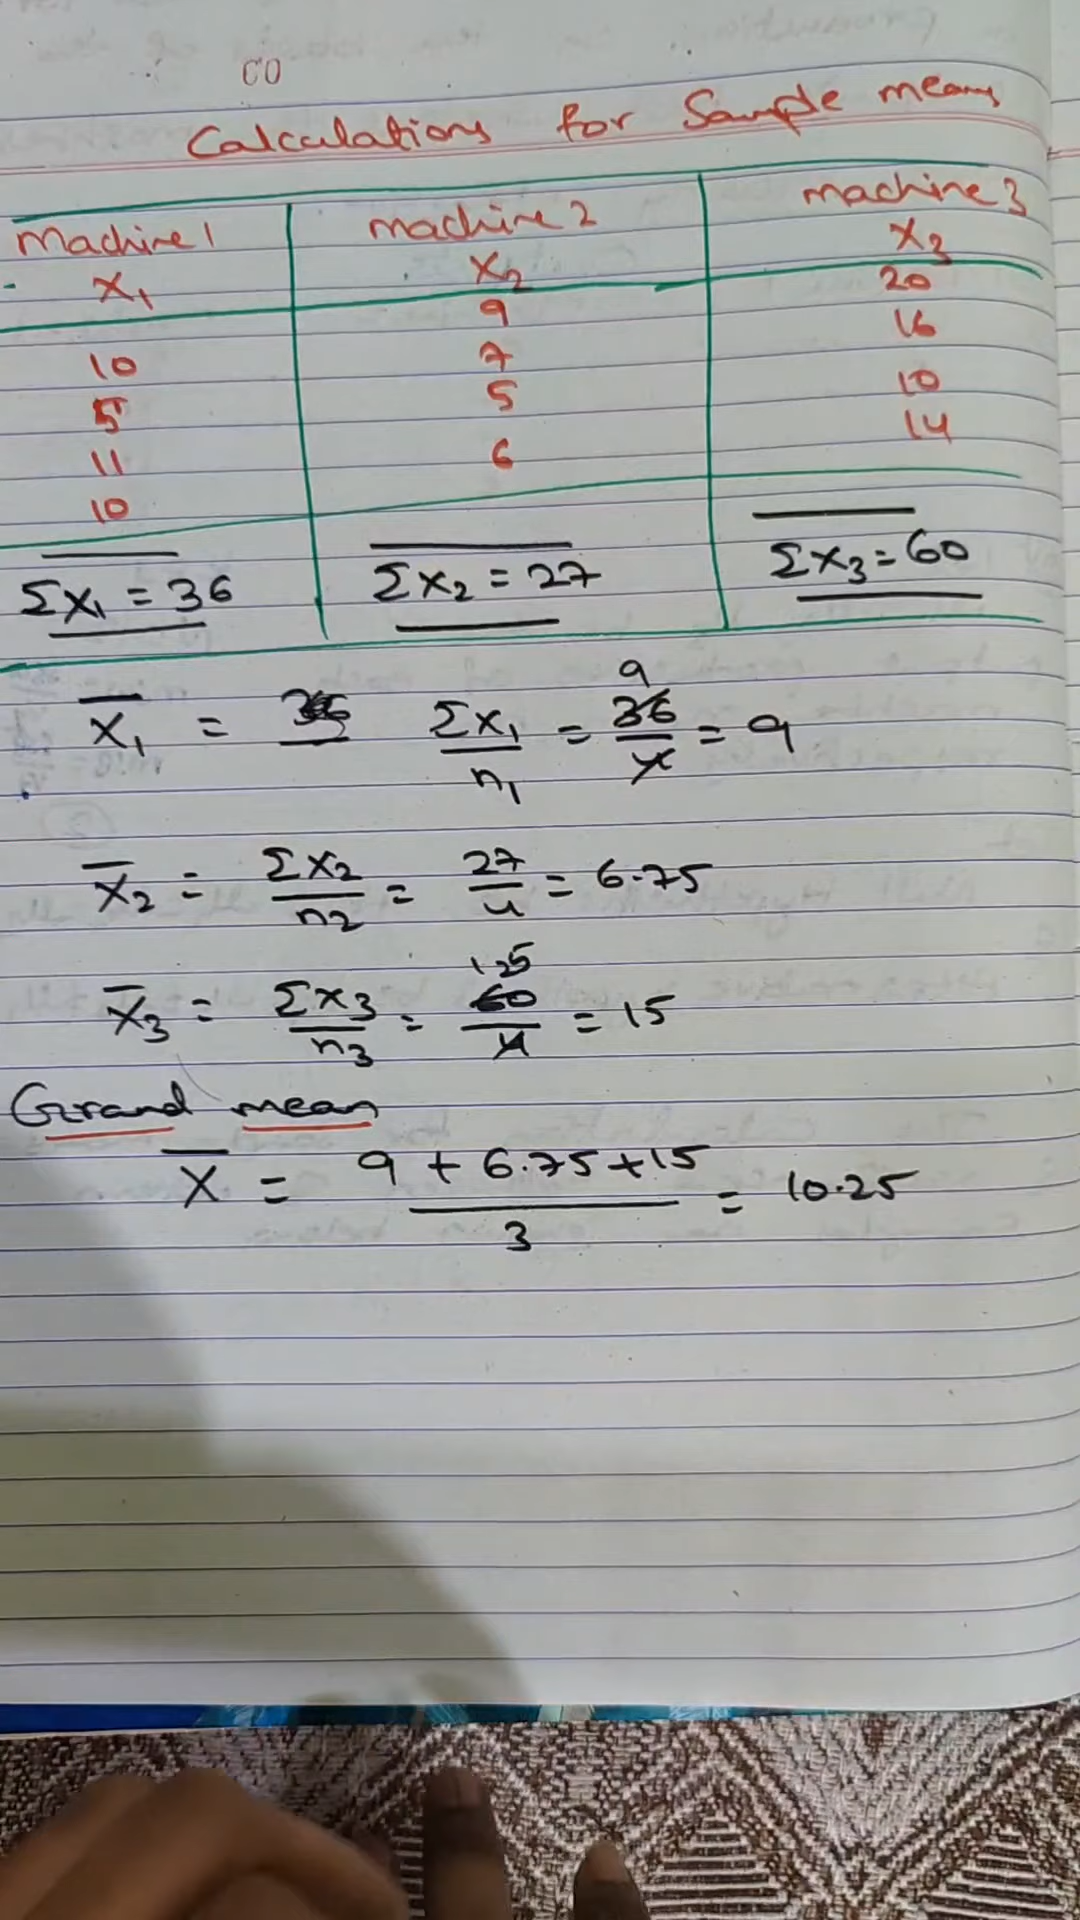 CO
Calculations for Sample means
Machine 1 machine 2 machine 3
X₁ X₂ X₃
10 9 20
5 7 16
11 5 10
10 6 14
ΣX₁ = 36 ΣX₂ = 27 ΣX₃ = 60
X̄₁ = ΣX₁/n₁ = 36/4 = 9
9
X̄₂ = ΣX₂/n₂ = 27/4 = 6.75
X̄₃ = ΣX₃/n₃ = 60/4 = 15
Grand mean
X̄ = 9 + 6.75 + 15 / 3 = 10.25